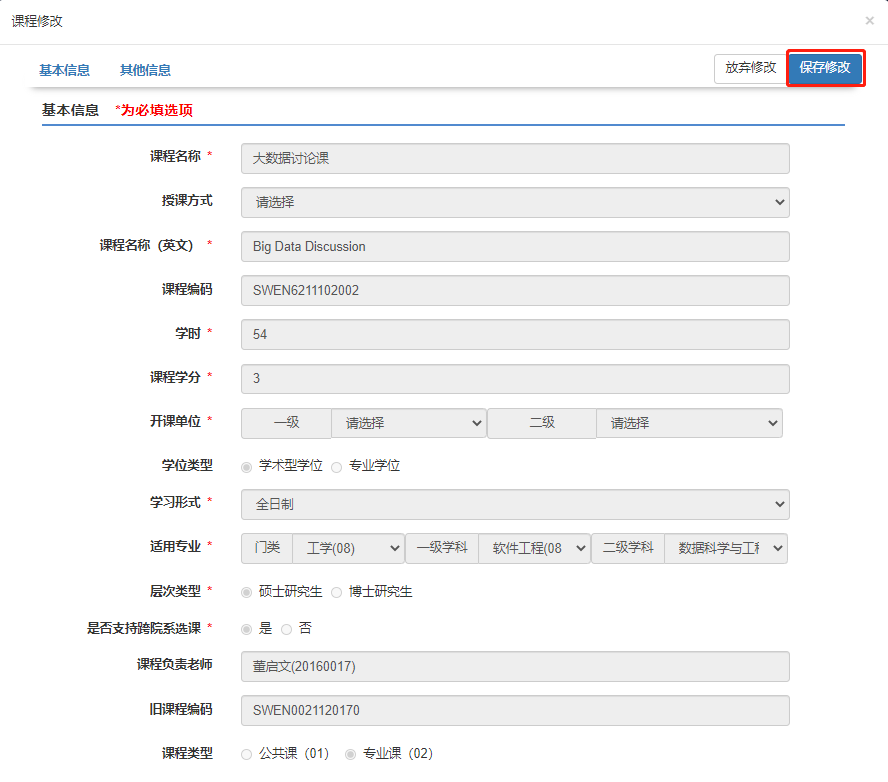 课程修改 ×
基本信息 其他信息 放弃修改 保存修改
基本信息 *为必填选项
课程名称 * 大数据讨论课
授课方式 请选择
课程名称（英文） * Big Data Discussion
课程编码 SWEN6211102002
学时 * 54
课程学分 * 3
开课单位 * 一级 请选择 二级 请选择
学位类型 学术型学位 专业学位
学习形式 * 全日制
适用专业 * 门类 工学(08) 一级学科 软件工程(08 二级学科 数据科学与工程
层次类型 * 硕士研究生 博士研究生
是否支持跨院系选课 * 是 否
课程负责老师 董启文(20160017)
旧课程编码 SWEN0021120170
课程类型 公共课（01） 专业课（02）